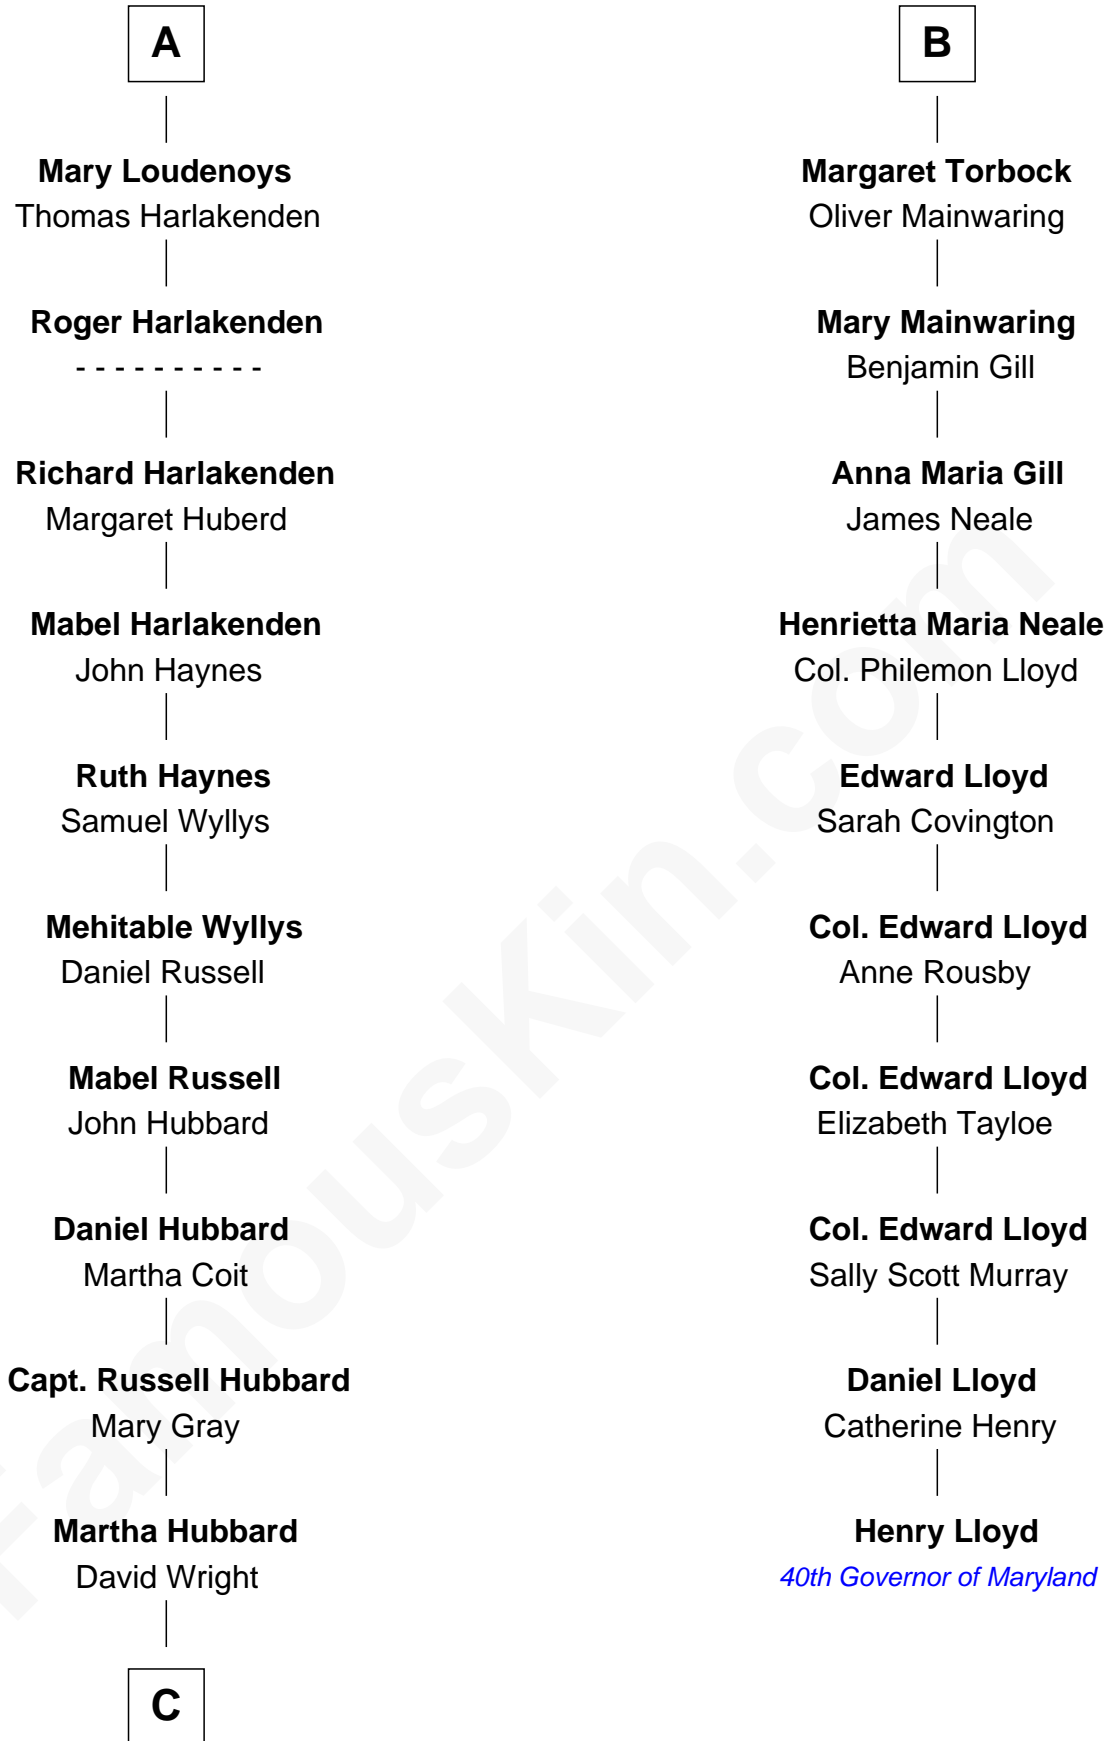 A
Mary Loudenoys
Thomas Harlakenden
Roger Harlakenden
- - - - - - - - - -
Richard Harlakenden
Margaret Huberd
Mabel Harlakenden
John Haynes
Ruth Haynes
Samuel Wyllys
Mehitable Wyllys
Daniel Russell
Mabel Russell
John Hubbard
Daniel Hubbard
Martha Coit
Capt. Russell Hubbard
Mary Gray
Martha Hubbard
David Wright
C
B
Margaret Torbock
Oliver Mainwaring
Mary Mainwaring
Benjamin Gill
Anna Maria Gill
James Neale
Henrietta Maria Neale
Col. Philemon Lloyd
Edward Lloyd
Sarah Covington
Col. Edward Lloyd
Anne Rousby
Col. Edward Lloyd
Elizabeth Tayloe
Col. Edward Lloyd
Sally Scott Murray
Daniel Lloyd
Catherine Henry
Henry Lloyd
40th Governor of Maryland
FamousKin.com